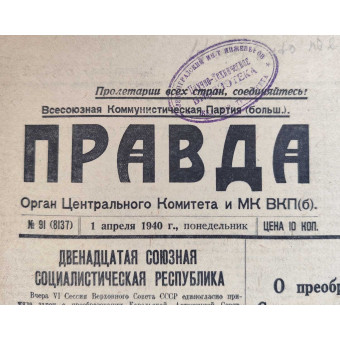 Пролетарии всех стран, соединяйтесь!
БИБЛИОТЕКА
Всесоюзная Коммунистическая Партия (больш.).
ПРАВДА
Орган Центрального Комитета и МК ВКП(б).
№ 91 (8137) 1 апреля 1940 г., понедельник ЦЕНА 10 КОП.
ДВЕНАДЦАТАЯ СОЮЗНАЯ
СОЦИАЛИСТИЧЕСКАЯ РЕСПУБЛИКА
Вчера VI Сессия Верховного Совета СССР единогласно при-
О преобр